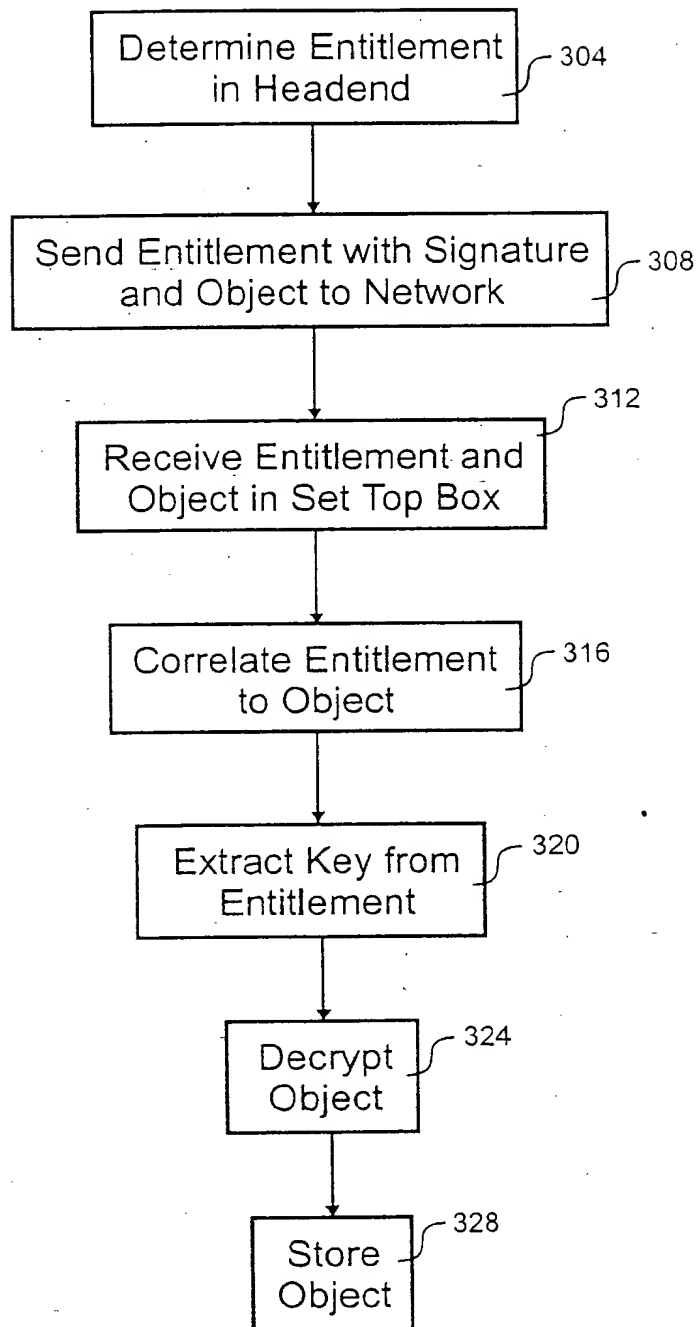 Determine Entitlement
in Headend
304
Send Entitlement with Signature
and Object to Network
308
312
Receive Entitlement and
Object in Set Top Box
Correlate Entitlement
to Object
316
Extract Key from
Entitlement
320
Decrypt
Object
324
Store
Object
328